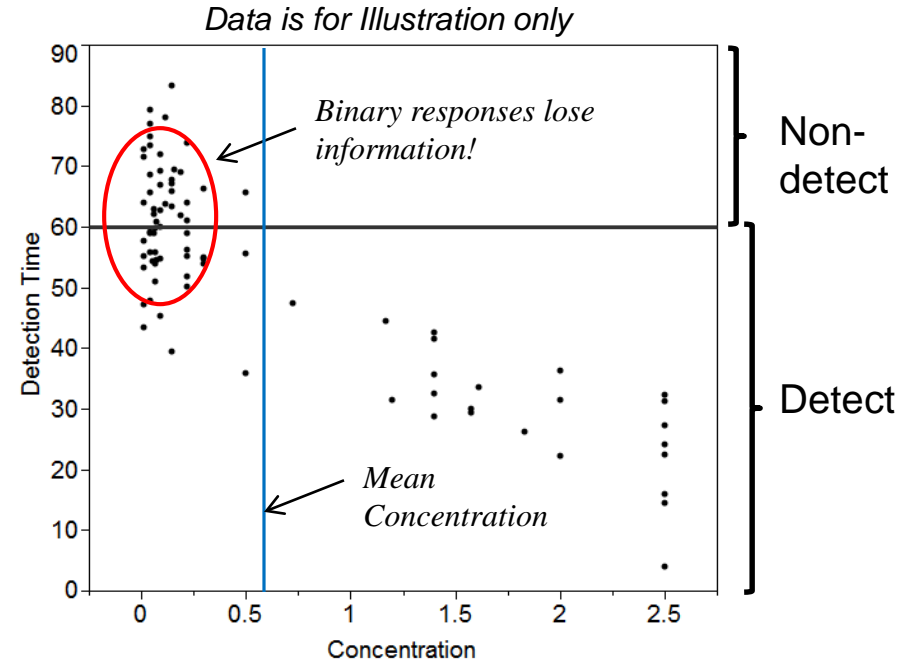 Data is for Illustration only
Binary responses lose
information!
Non-
detect
Detect
Mean
Concentration
Detection Time
90
80
70
60
50
40
30
20
10
0
0
0.5
1
1.5
2
2.5
Concentration